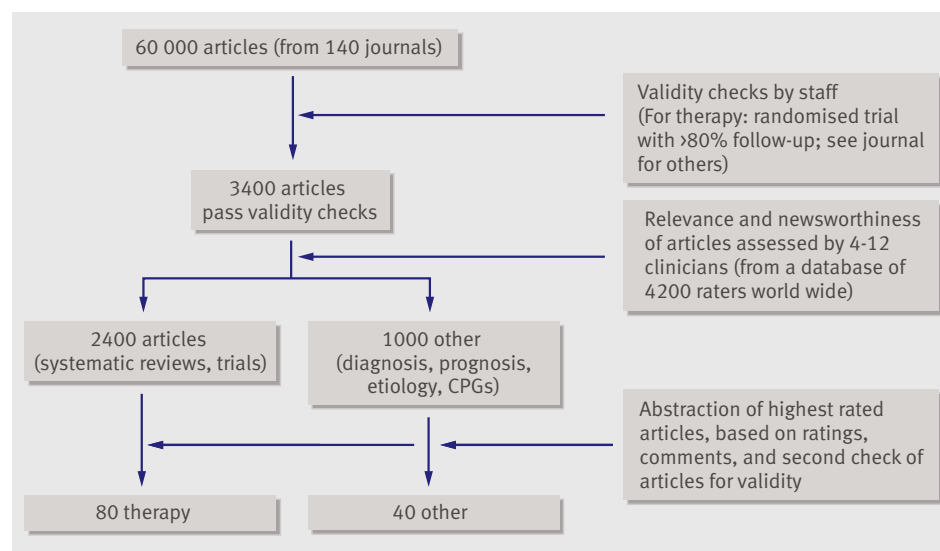 60 000 articles (from 140 journals)
Validity checks by staff
(For therapy: randomised trial
with >80% follow-up; see journal
for others)
3400 articles
pass validity checks
Relevance and newsworthiness
of articles assessed by 4-12
clinicians (from a database of
4200 raters world wide)
2400 articles
(systematic reviews, trials)
1000 other
(diagnosis, prognosis,
etiology, CPGs)
Abstraction of highest rated
articles, based on ratings,
comments, and second check of
articles for validity
80 therapy
40 other